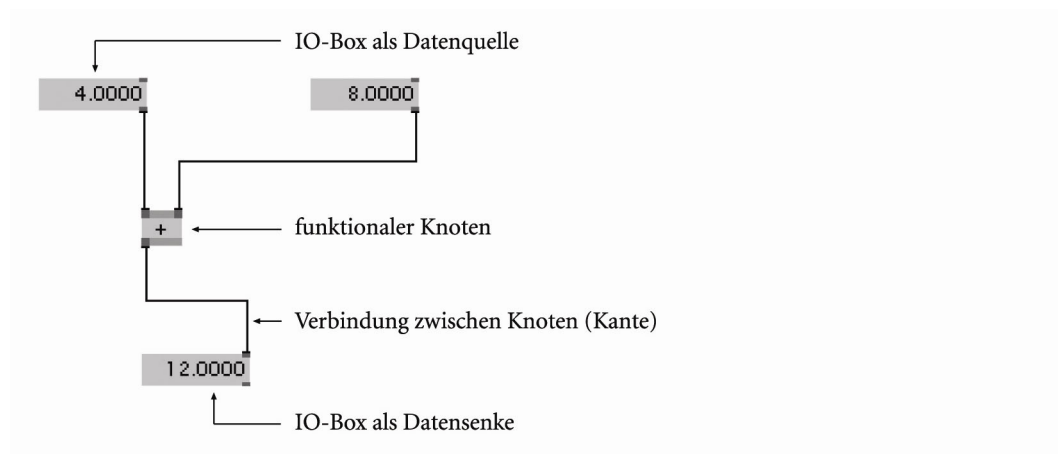 IO-Box als Datenquelle
4.0000
8.0000
+
funktionaler Knoten
Verbindung zwischen Knoten (Kante)
12.0000
IO-Box als Datensenke